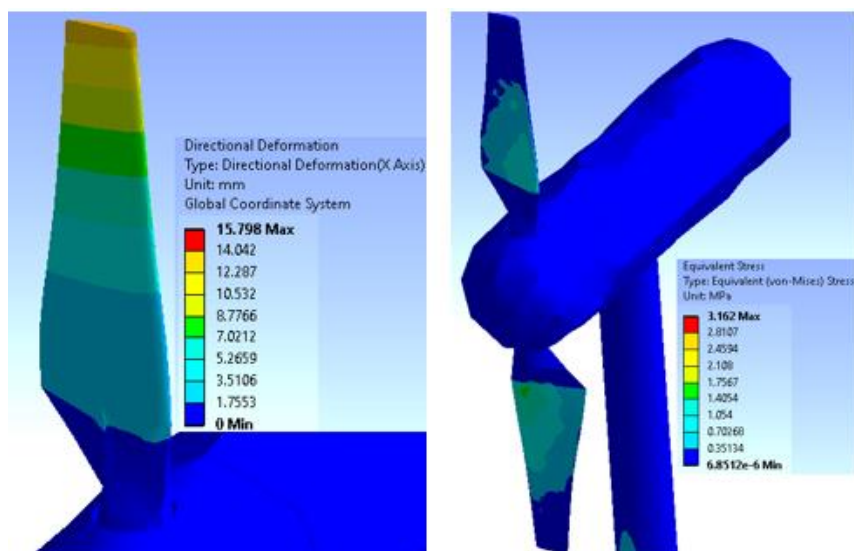 Directional Deformation
Type: Directional Deformation(X Axis)
Unit: mm
Global Coordinate System
15.798 Max
14.042
12.287
10.532
8.7766
7.0212
5.2659
3.5106
1.7553
0 Min
Equivalent Stress
Type: Equivalent (von-Mises) Stress
Unit: MPa
3.162 Max
2.8107
2.4594
2.108
1.7567
1.4054
1.054
0.70268
0.35134
6.8512e-6 Min